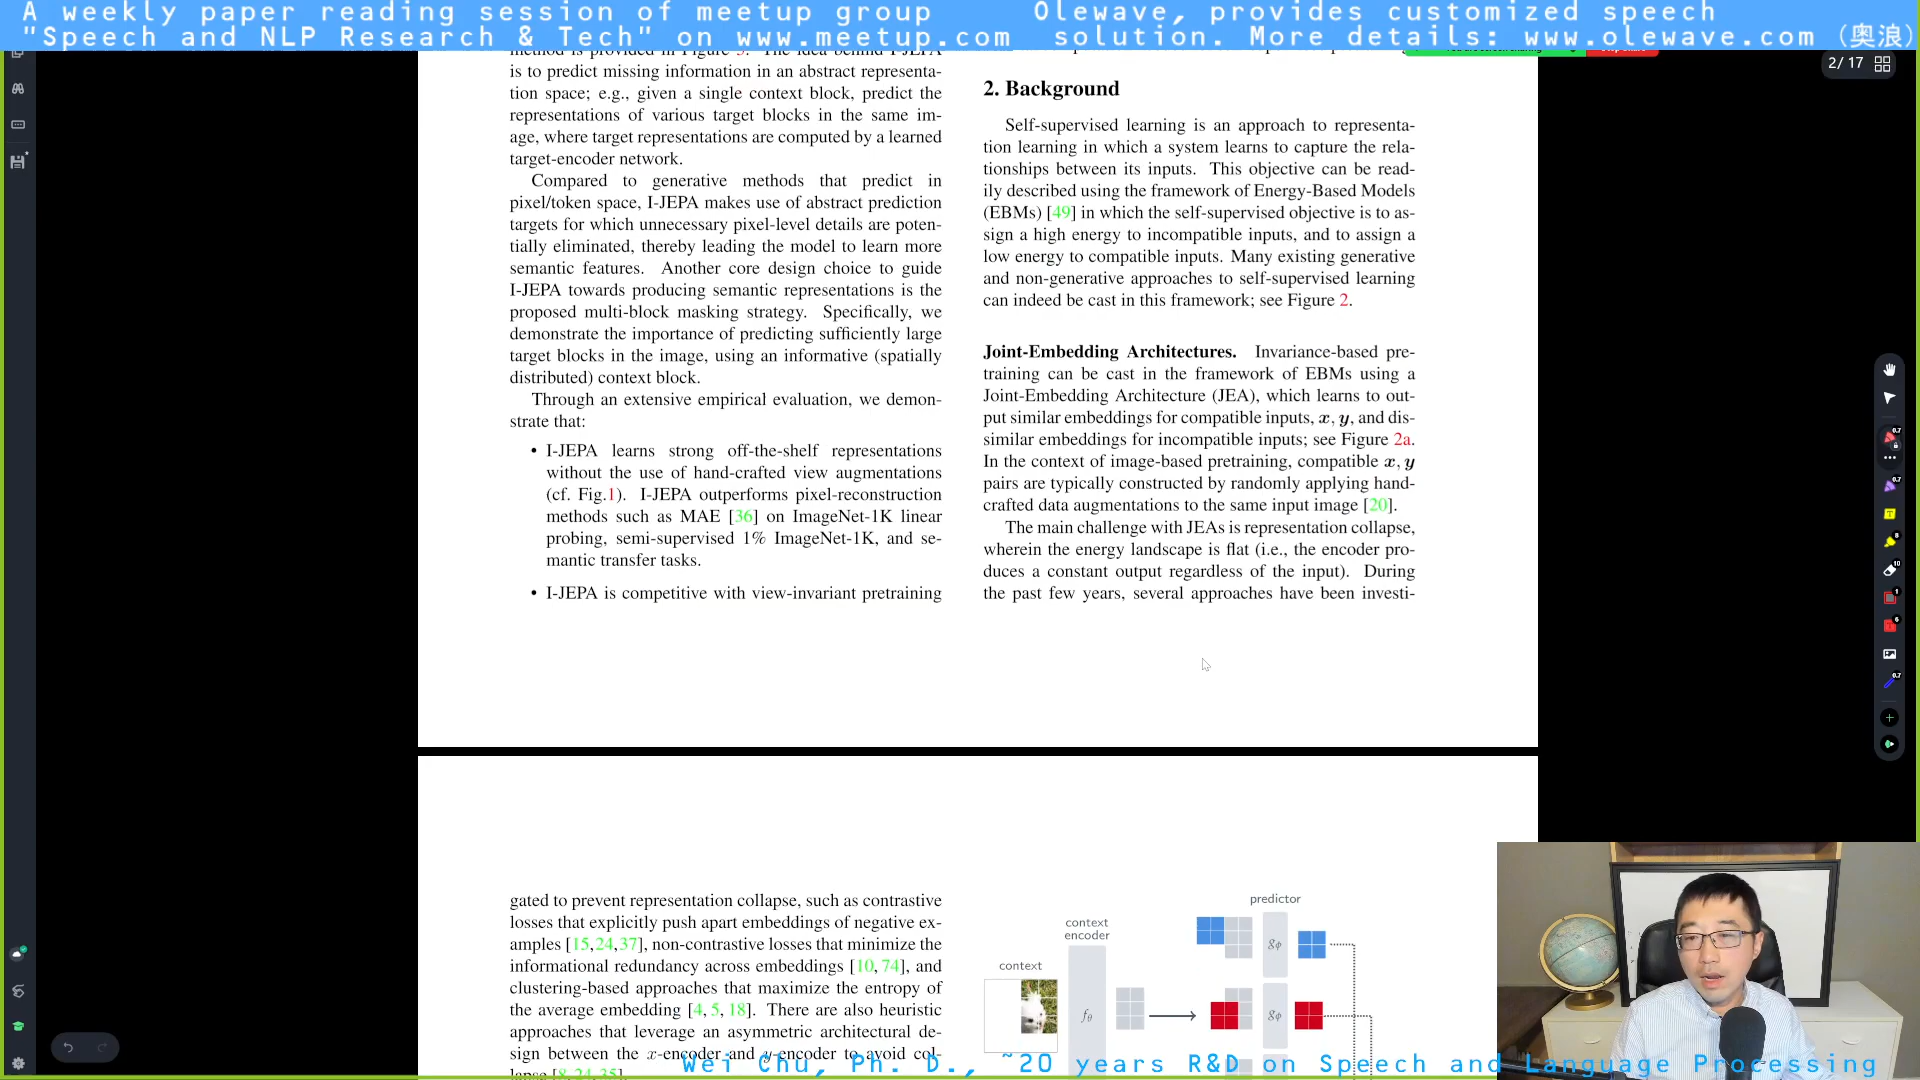 A weekly paper reading session of meetup group
"Speech and NLP Research & Tech" on www.meetup.com
Olewave, provides customized speech
solution. More details: www.olewave.com (奥浪)
2/ 17
is to predict missing information in an abstract representa-
tion space; e.g., given a single context block, predict the
representations of various target blocks in the same im-
age, where target representations are computed by a learned
target-encoder network.
Compared to generative methods that predict in
pixel/token space, I-JEPA makes use of abstract prediction
targets for which unnecessary pixel-level details are poten-
tially eliminated, thereby leading the model to learn more
semantic features. Another core design choice to guide
I-JEPA towards producing semantic representations is the
proposed multi-block masking strategy. Specifically, we
demonstrate the importance of predicting sufficiently large
target blocks in the image, using an informative (spatially
distributed) context block.
Through an extensive empirical evaluation, we demon-
strate that:
• I-JEPA learns strong off-the-shelf representations
without the use of hand-crafted view augmentations
(cf. Fig.1). I-JEPA outperforms pixel-reconstruction
methods such as MAE [36] on ImageNet-1K linear
probing, semi-supervised 1% ImageNet-1K, and se-
mantic transfer tasks.
• I-JEPA is competitive with view-invariant pretraining
2. Background
Self-supervised learning is an approach to representa-
tion learning in which a system learns to capture the rela-
tionships between its inputs. This objective can be read-
ily described using the framework of Energy-Based Models
(EBMs) [49] in which the self-supervised objective is to as-
sign a high energy to incompatible inputs, and to assign a
low energy to compatible inputs. Many existing generative
and non-generative approaches to self-supervised learning
can indeed be cast in this framework; see Figure 2.
Joint-Embedding Architectures. Invariance-based pre-
training can be cast in the framework of EBMs using a
Joint-Embedding Architecture (JEA), which learns to out-
put similar embeddings for compatible inputs, x, y, and dis-
similar embeddings for incompatible inputs; see Figure 2a.
In the context of image-based pretraining, compatible x, y
pairs are typically constructed by randomly applying hand-
crafted data augmentations to the same input image [20].
The main challenge with JEAs is representation collapse,
wherein the energy landscape is flat (i.e., the encoder pro-
duces a constant output regardless of the input). During
the past few years, several approaches have been investi-
gated to prevent representation collapse, such as contrastive
losses that explicitly push apart embeddings of negative ex-
amples [15,24,37], non-contrastive losses that minimize the
informational redundancy across embeddings [10, 74], and
clustering-based approaches that maximize the entropy of
the average embedding [4, 5, 18]. There are also heuristic
approaches that leverage an asymmetric architectural de-
sign between the x-encoder and y-encoder to avoid col-
lapse [8,24,35].
predictor
context
encoder
context
fθ
gφ
gφ
Wei Chu, Ph. D., ~20 years R&D on Speech and Language Processing